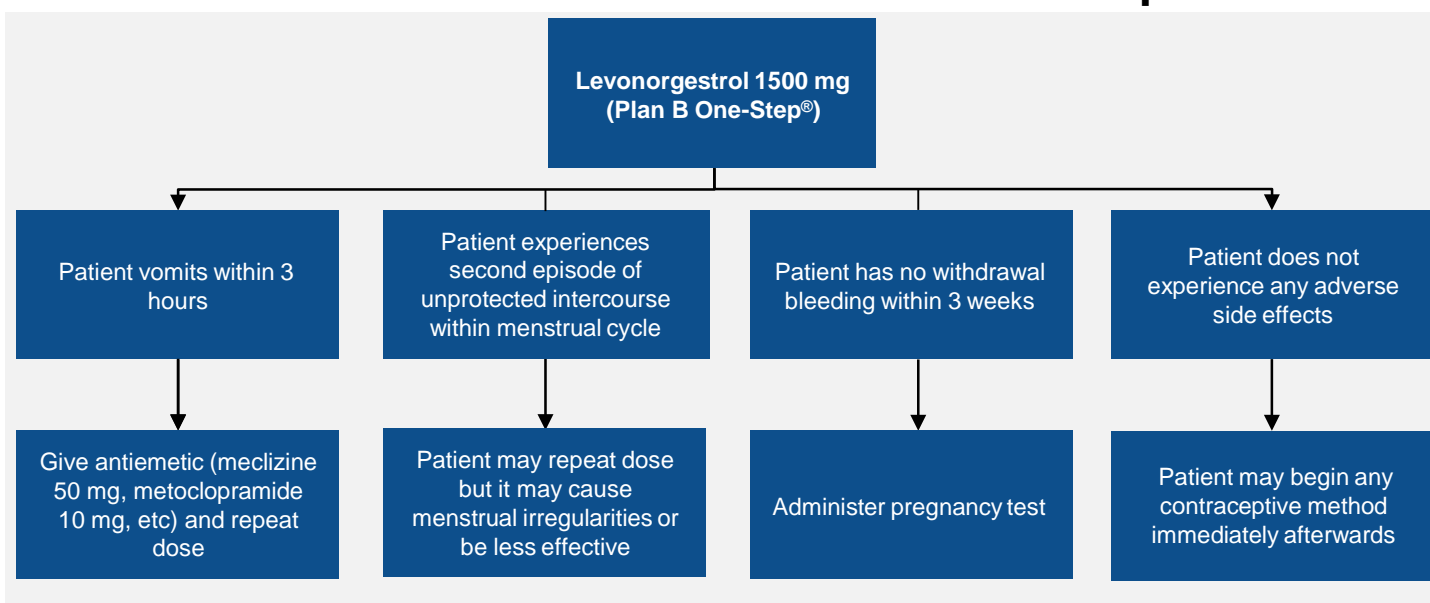 Levonorgestrol 1500 mg
(Plan B One-Step®)
Patient vomits within 3
hours
Patient experiences
second episode of
unprotected intercourse
within menstrual cycle
Patient has no withdrawal
bleeding within 3 weeks
Patient does not
experience any adverse
side effects
Give antiemetic (meclizine
50 mg, metoclopramide
10 mg, etc) and repeat
dose
Patient may repeat dose
but it may cause
menstrual irregularities or
be less effective
Administer pregnancy test
Patient may begin any
contraceptive method
immediately afterwards